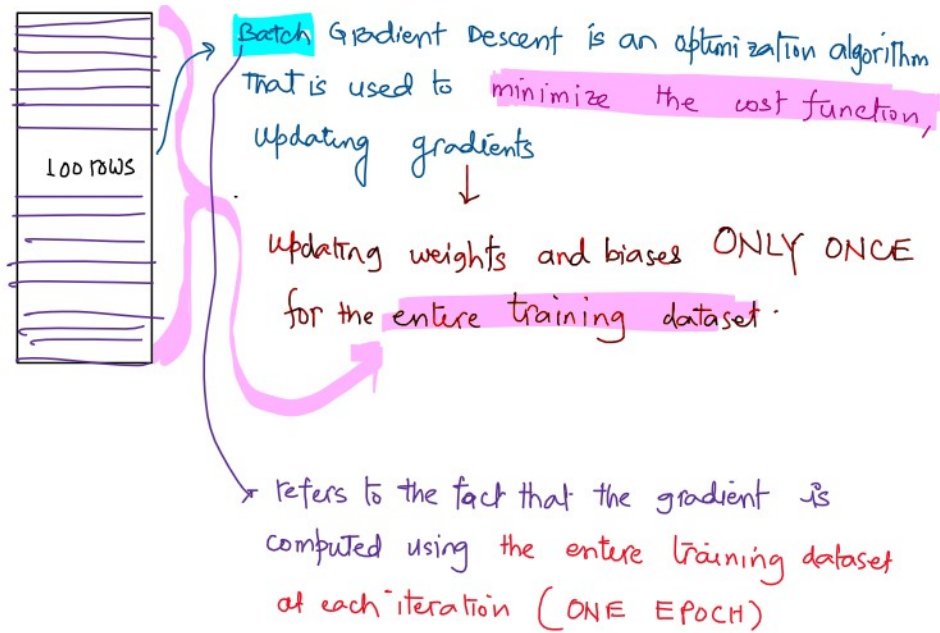 100 rows
Batch Gradient Descent is an optimization algorithm
that is used to minimize the cost function,
updating gradients
updating weights and biases ONLY ONCE
for the entere training dataset.
refers to the fact that the gradient is
computed using the entere training dataset
at each iteration (ONE EPOCH)